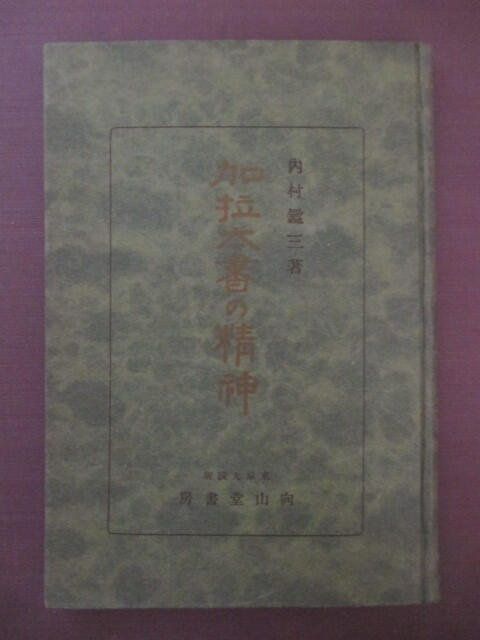 内村鑑三著
加拉太書の精神
東京九段坂
向山堂書房